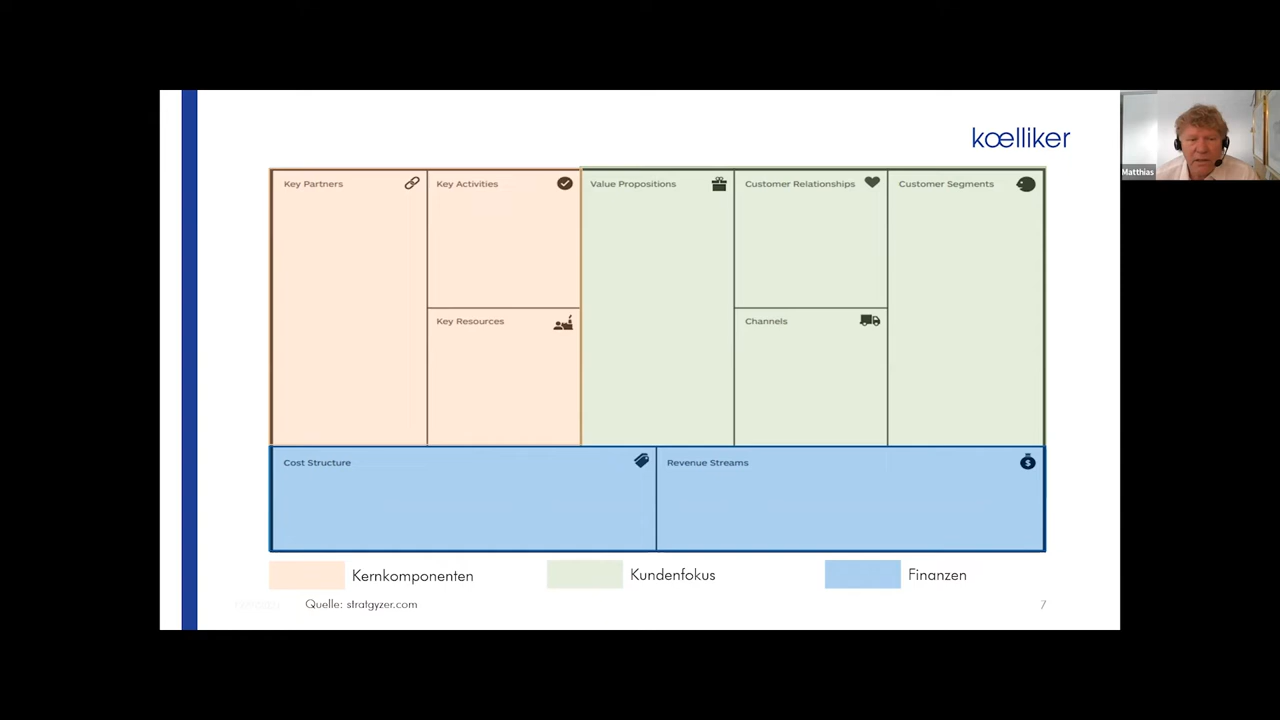 kœlliker
Matthias
Key Partners
Key Activities
Value Propositions
Customer Relationships
Customer Segments
Key Resources
Channels
Cost Structure
Revenue Streams
$
Kernkomponenten
Kundenfokus
Finanzen
Quelle: stratgyzer.com
7